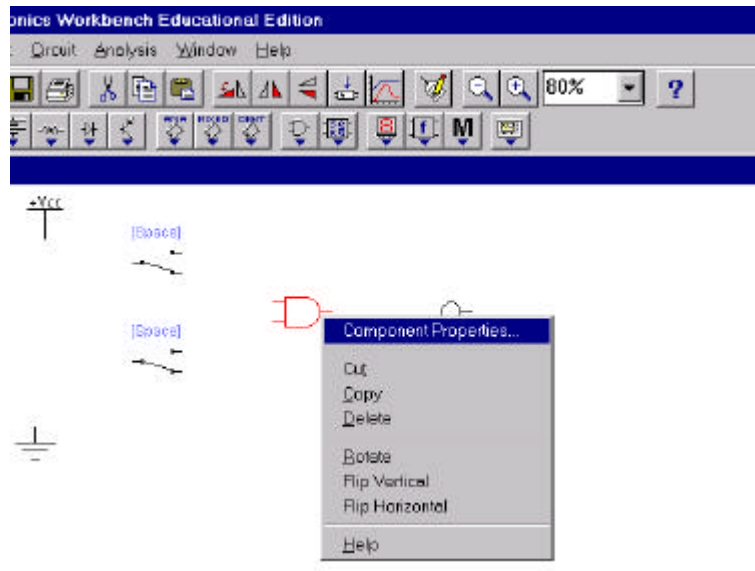 onics Workbench Educational Edition
Circuit Analysis Window Help
80% ?
M
+Vcc
[Space]
[Space]
Component Properties...
Cut
Copy
Delete
Rotate
Flip Vertical
Flip Horizontal
Help